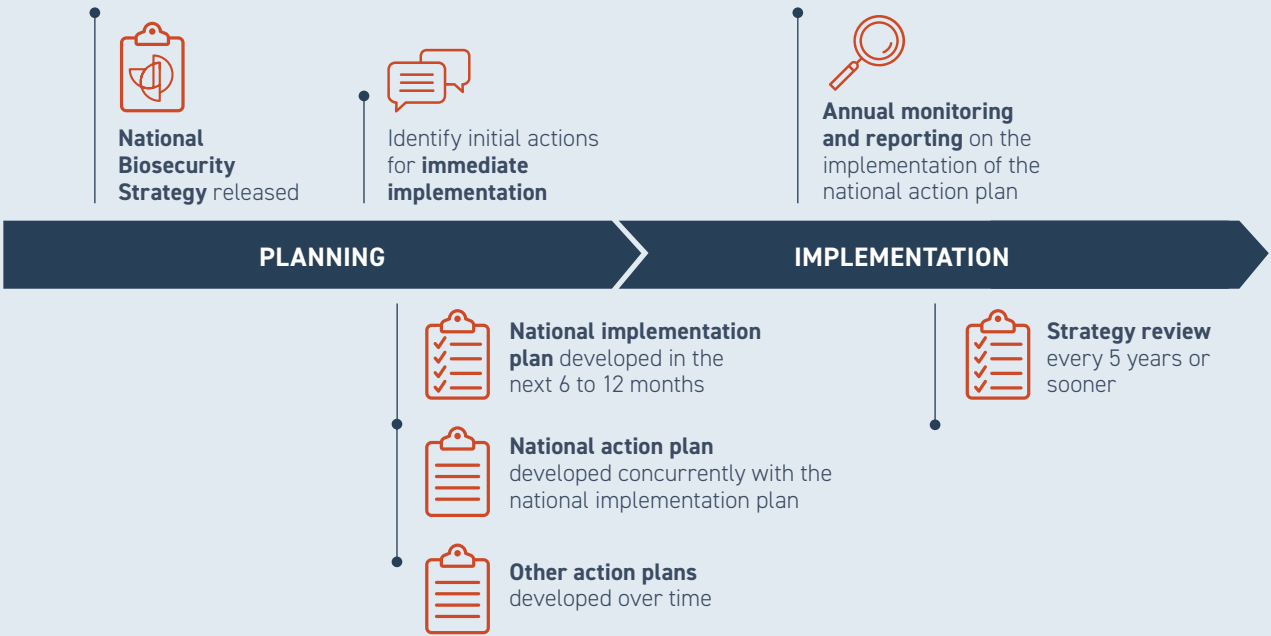 National
Biosecurity
Strategy released
Identify initial actions
for immediate
implementation
Annual monitoring
and reporting on the
implementation of the
national action plan
PLANNING
IMPLEMENTATION
National implementation
plan developed in the
next 6 to 12 months
Strategy review
every 5 years or
sooner
National action plan
developed concurrently with the
national implementation plan
Other action plans
developed over time